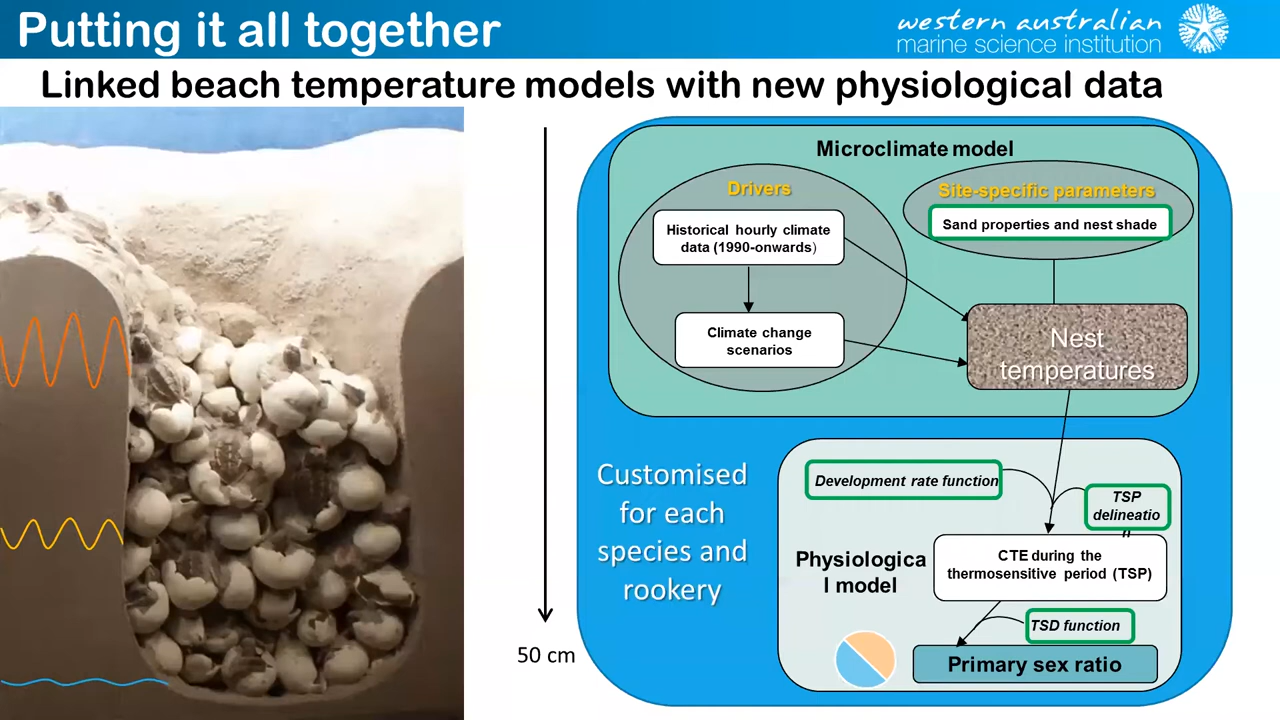 Putting it all together
western australian
marine science institution
Linked beach temperature models with new physiological data
Microclimate model
Drivers
Site-specific parameters
Historical hourly climate
data (1990-onwards)
Sand properties and nest shade
Climate change
scenarios
Nest
temperatures
Customised
for each
species and
rookery
50 cm
Development rate function
TSP
delineatio
n
Physiologica
l model
CTE during the
thermosensitive period (TSP)
TSD function
Primary sex ratio